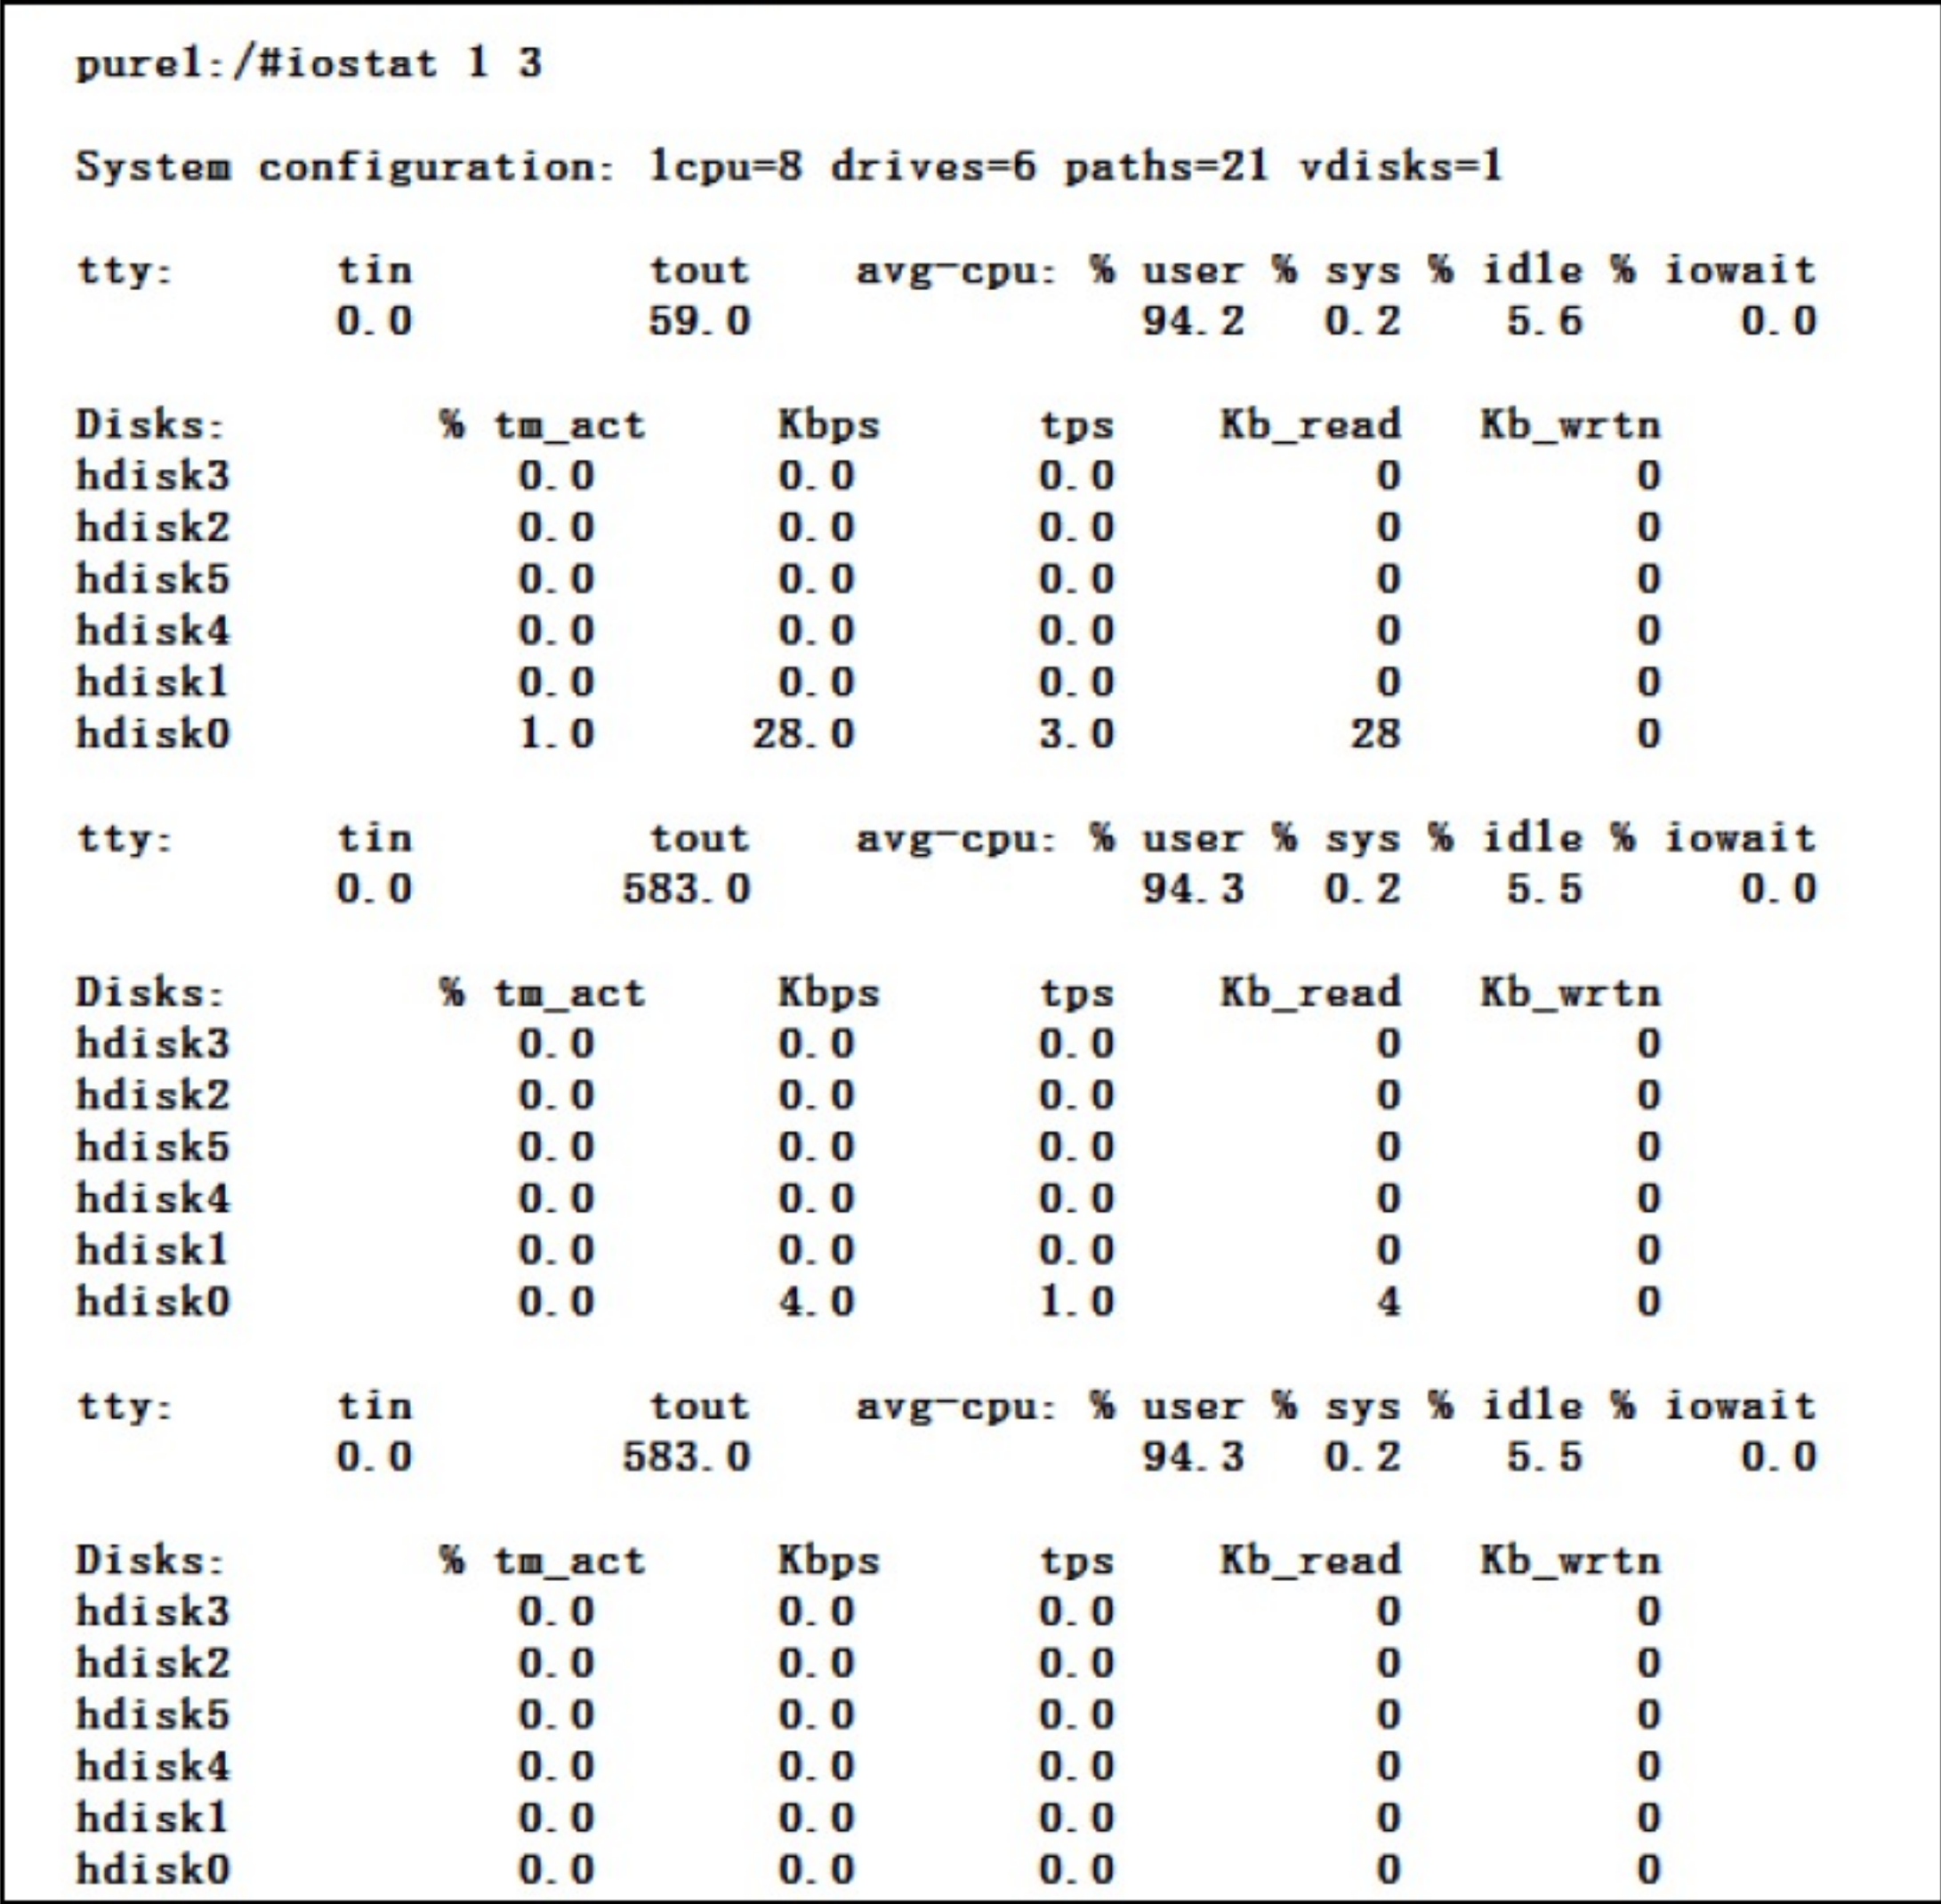 pure1:/#iostat 1 3
System configuration: lcpu=8 drives=6 paths=21 vdisks=1
tty: tin tout avg-cpu: % user % sys % idle % iowait
0.0 59.0 94.2 0.2 5.6 0.0
Disks: % tm_act Kbps tps Kb_read Kb_wrtn
hdisk3 0.0 0.0 0.0 0 0
hdisk2 0.0 0.0 0.0 0 0
hdisk5 0.0 0.0 0.0 0 0
hdisk4 0.0 0.0 0.0 0 0
hdisk1 0.0 0.0 0.0 0 0
hdisk0 1.0 28.0 3.0 28 0
tty: tin tout avg-cpu: % user % sys % idle % iowait
0.0 583.0 94.3 0.2 5.5 0.0
Disks: % tm_act Kbps tps Kb_read Kb_wrtn
hdisk3 0.0 0.0 0.0 0 0
hdisk2 0.0 0.0 0.0 0 0
hdisk5 0.0 0.0 0.0 0 0
hdisk4 0.0 0.0 0.0 0 0
hdisk1 0.0 0.0 0.0 0 0
hdisk0 0.0 4.0 1.0 4 0
tty: tin tout avg-cpu: % user % sys % idle % iowait
0.0 583.0 94.3 0.2 5.5 0.0
Disks: % tm_act Kbps tps Kb_read Kb_wrtn
hdisk3 0.0 0.0 0.0 0 0
hdisk2 0.0 0.0 0.0 0 0
hdisk5 0.0 0.0 0.0 0 0
hdisk4 0.0 0.0 0.0 0 0
hdisk1 0.0 0.0 0.0 0 0
hdisk0 0.0 0.0 0.0 0 0